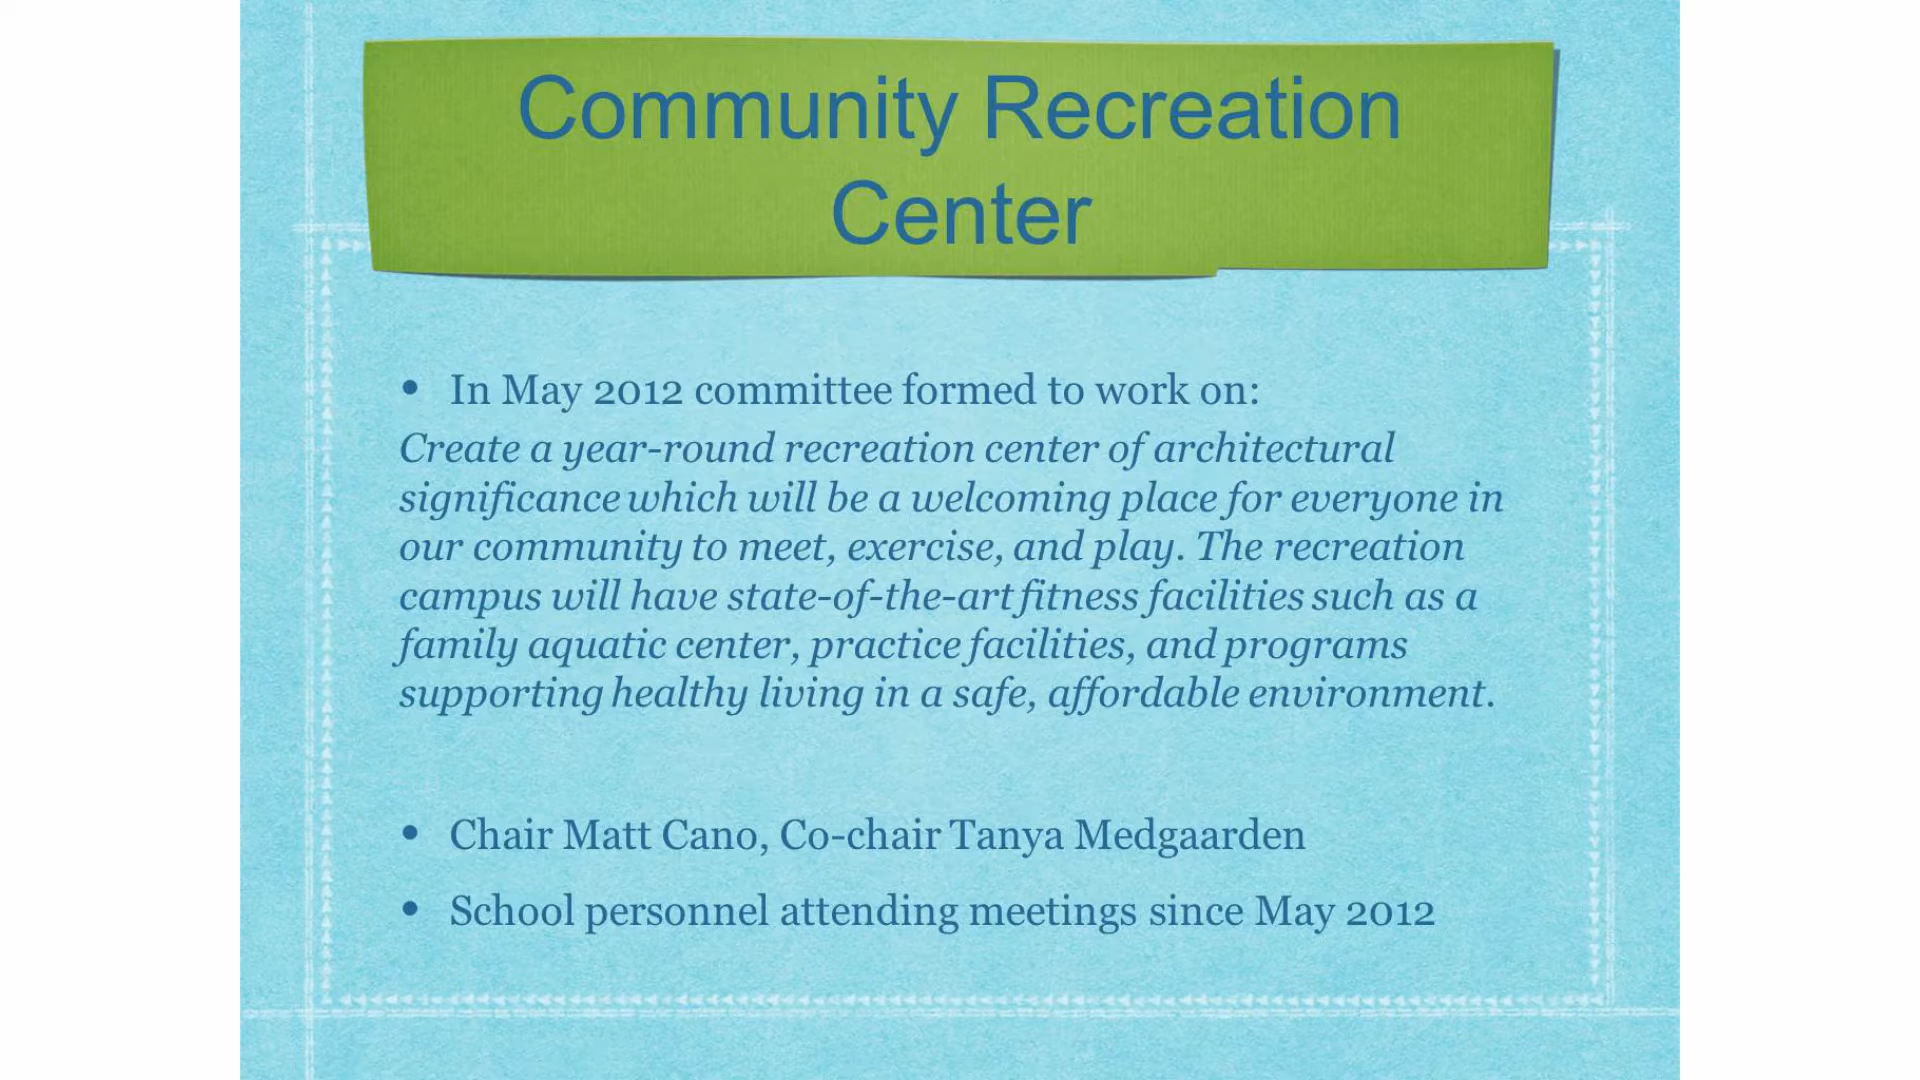 Community Recreation
Center
• In May 2012 committee formed to work on:
Create a year-round recreation center of architectural
significance which will be a welcoming place for everyone in
our community to meet, exercise, and play. The recreation
campus will have state-of-the-art fitness facilities such as a
family aquatic center, practice facilities, and programs
supporting healthy living in a safe, affordable environment.
• Chair Matt Cano, Co-chair Tanya Medgaarden
• School personnel attending meetings since May 2012